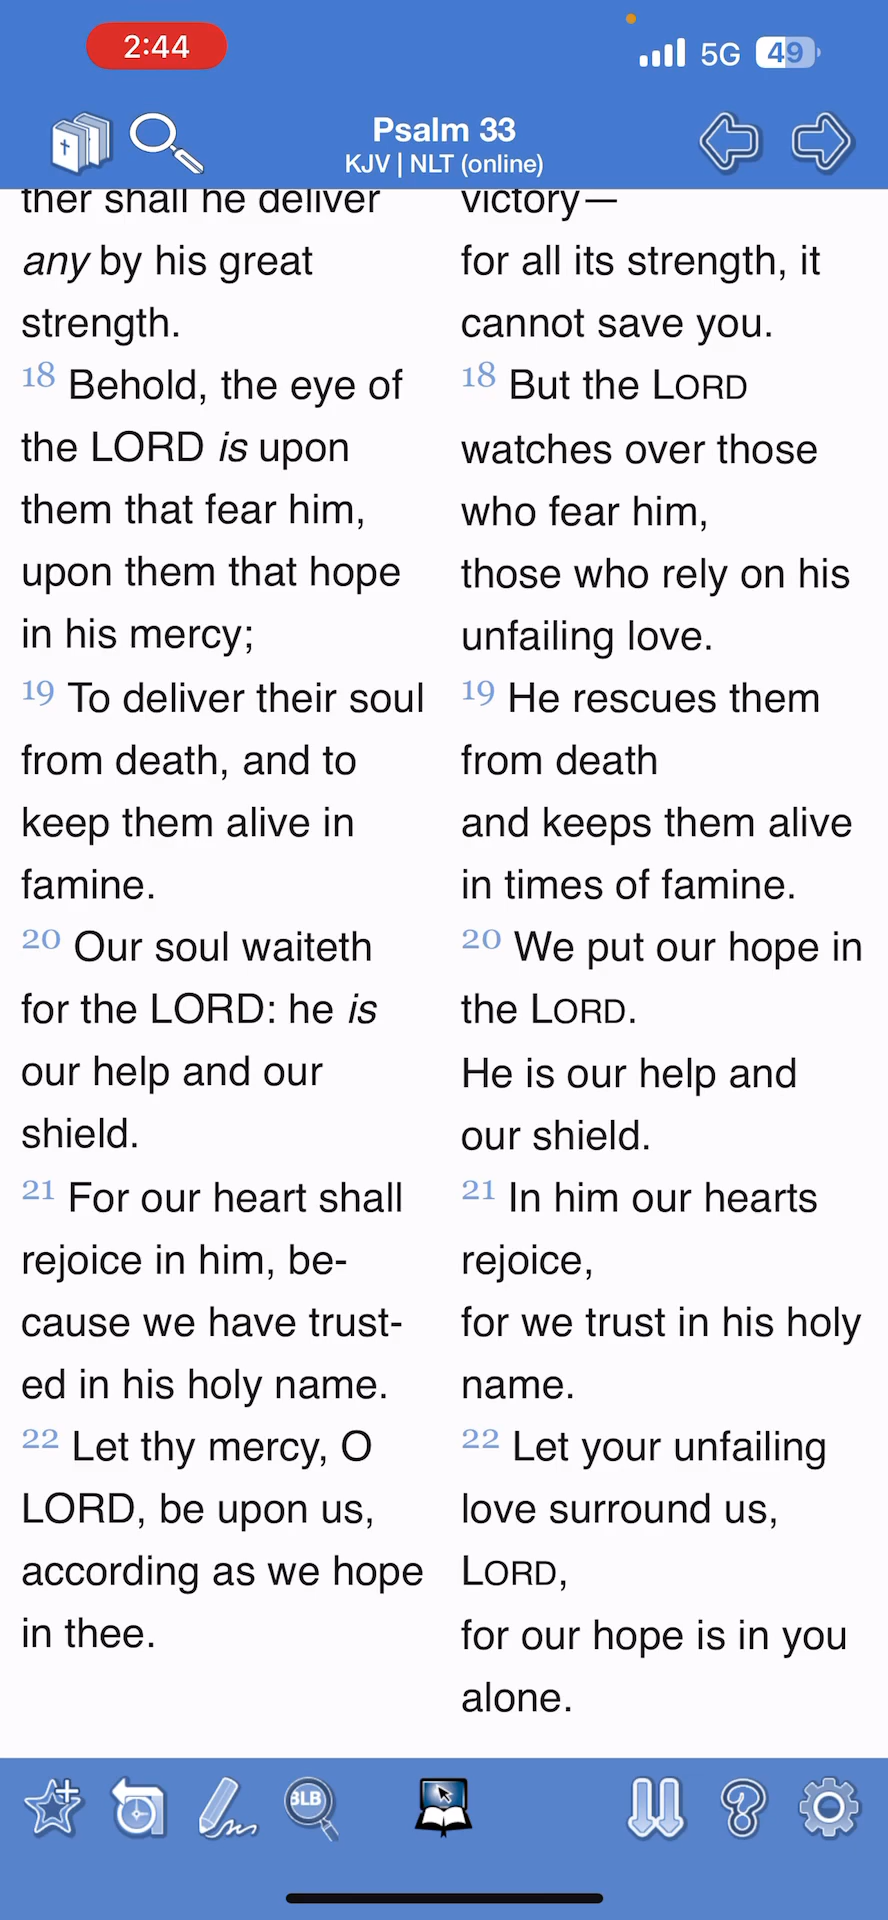 2:44
5G 49
Psalm 33
KJV | NLT (online)
ther shall he deliver
any by his great
strength.
18 Behold, the eye of
the LORD is upon
them that fear him,
upon them that hope
in his mercy;
19 To deliver their soul
from death, and to
keep them alive in
famine.
20 Our soul waiteth
for the LORD: he is
our help and our
shield.
21 For our heart shall
rejoice in him, be-
cause we have trust-
ed in his holy name.
22 Let thy mercy, O
LORD, be upon us,
according as we hope
in thee.
victory—
for all its strength, it
cannot save you.
18 But the LORD
watches over those
who fear him,
those who rely on his
unfailing love.
19 He rescues them
from death
and keeps them alive
in times of famine.
20 We put our hope in
the LORD.
He is our help and
our shield.
21 In him our hearts
rejoice,
for we trust in his holy
name.
22 Let your unfailing
love surround us,
LORD,
for our hope is in you
alone.
BLB